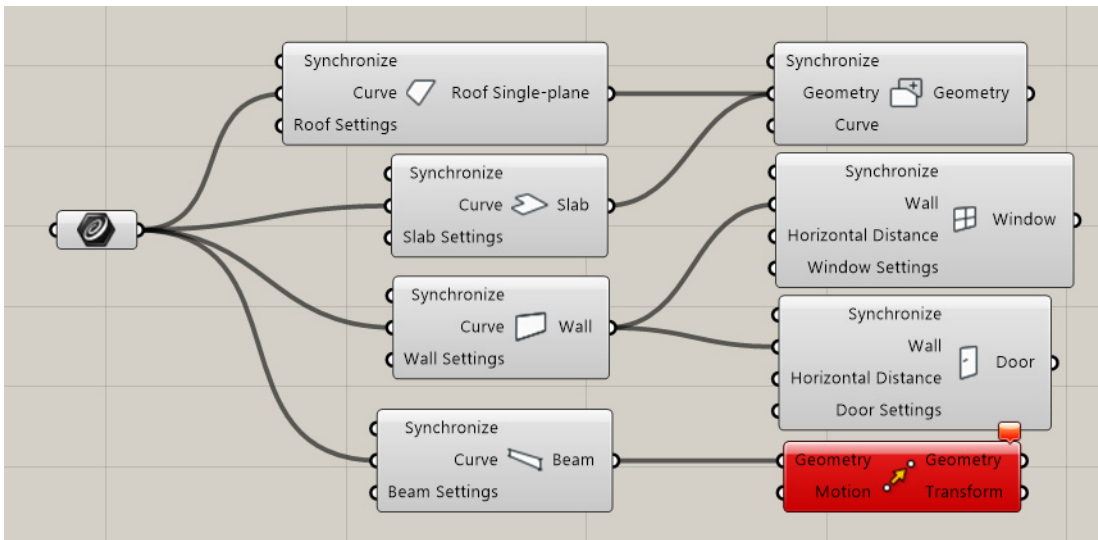 Synchronize
Curve Roof Single-plane
Roof Settings
Synchronize
Geometry Geometry
Curve
Synchronize
Curve Slab
Slab Settings
Synchronize
Wall
Horizontal Distance Window
Window Settings
Synchronize
Curve Wall
Wall Settings
Synchronize
Wall
Horizontal Distance Door
Door Settings
Synchronize
Curve Beam
Beam Settings
Geometry Geometry
Motion Transform